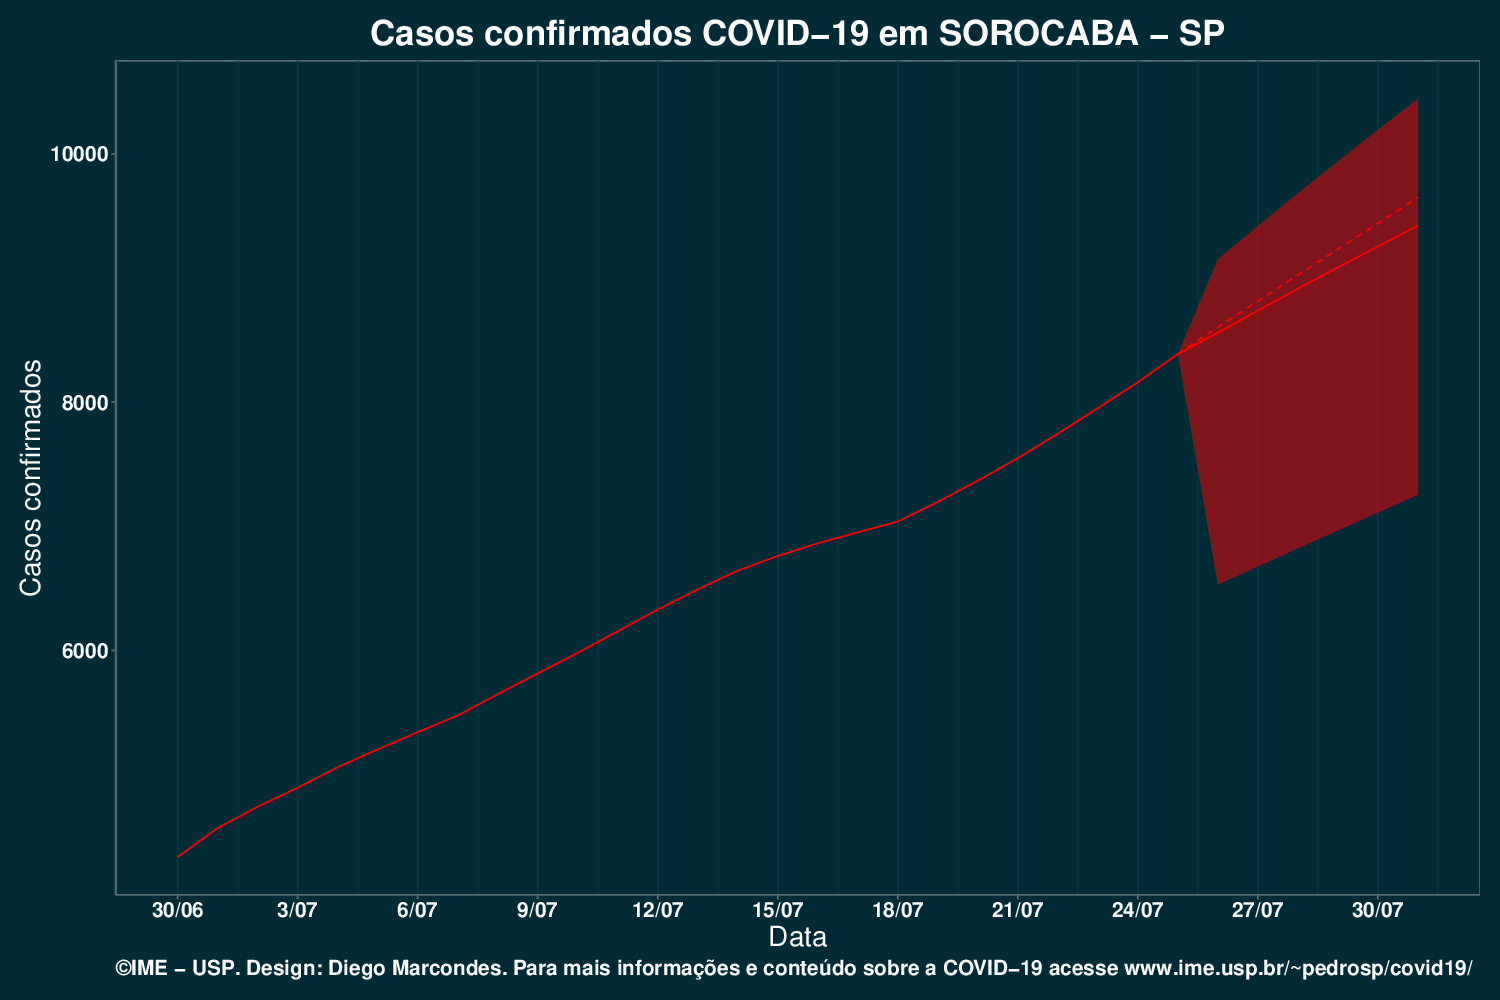 Casos confirmados COVID−19 em SOROCABA − SP
Casos confirmados
10000
8000
6000
30/06 3/07 6/07 9/07 12/07 15/07 18/07 21/07 24/07 27/07 30/07
Data
©IME − USP. Design: Diego Marcondes. Para mais informações e conteúdo sobre a COVID−19 acesse www.ime.usp.br/~pedrosp/covid19/